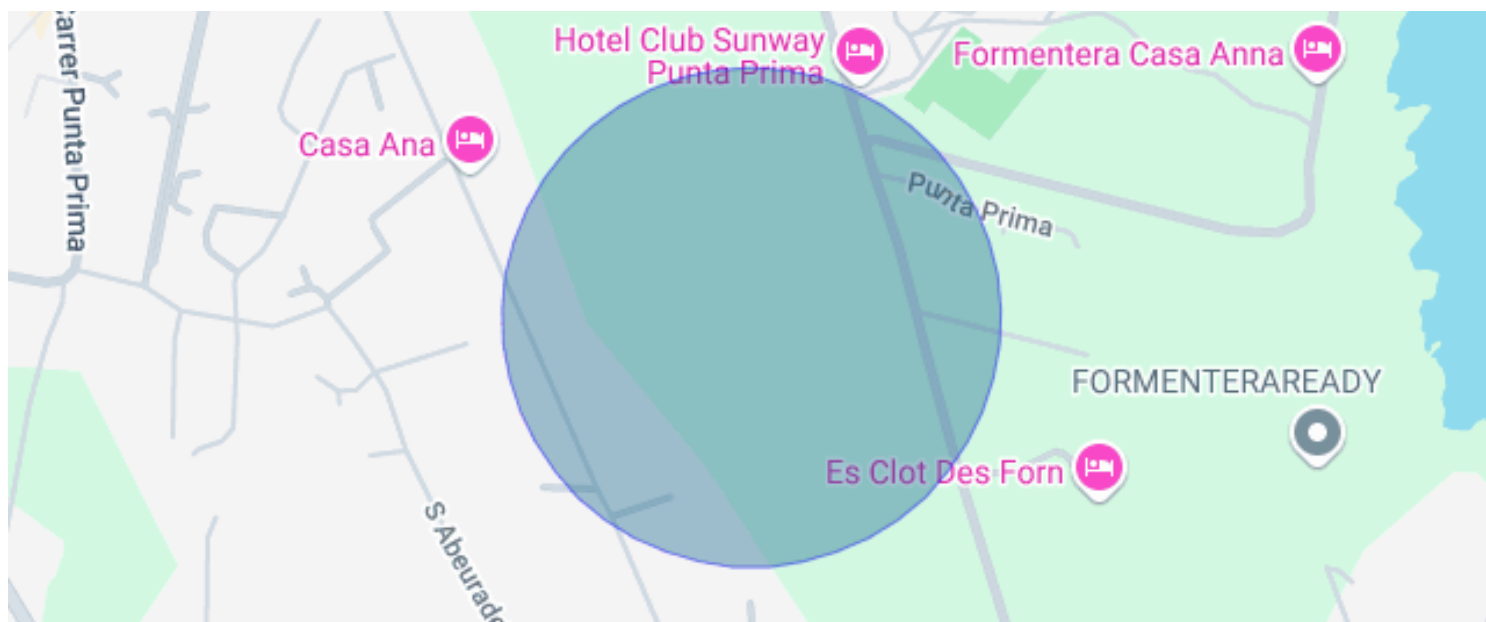 Carrer Punta Prima
Hotel Club Sunway
Punta Prima
Formentera Casa Anna
Casa Ana
Punta Prima
FORMENTERAREADY
Es Clot Des Forn
S Abeurado